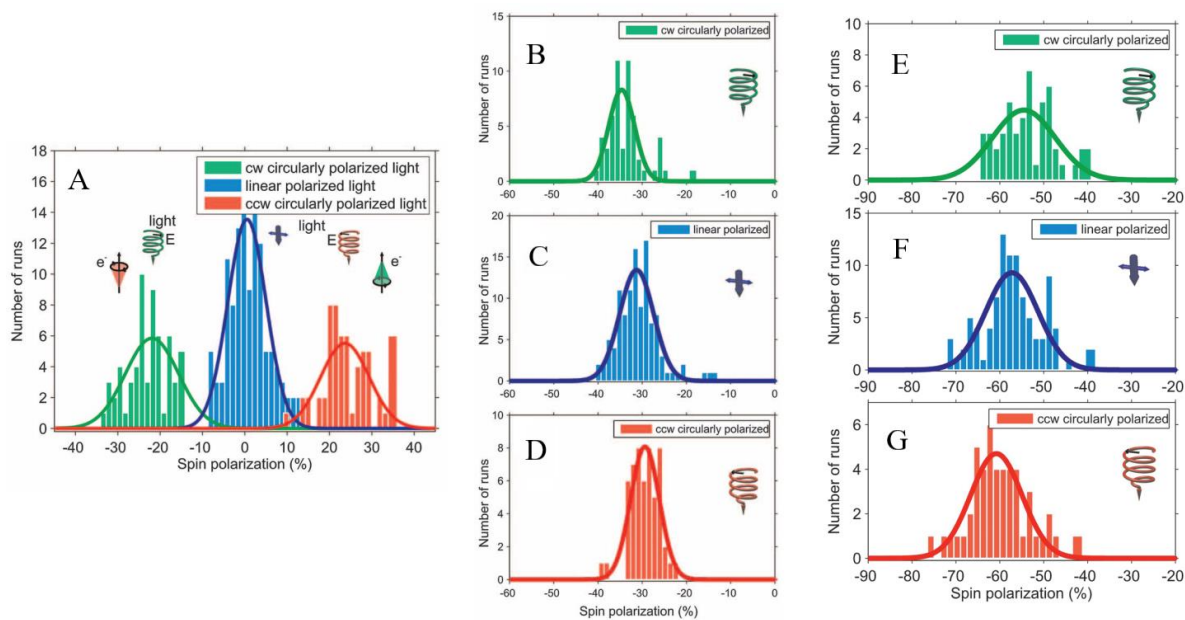 A
cw circularly polarized light
linear polarized light
ccw circularly polarized light
light
E
light
e-
e-
Number of runs
18
16
14
12
10
8
6
4
2
0
-40 -30 -20 -10 0 10 20 30 40
Spin polarization (%)
B
cw circularly polarized
Number of runs
15
10
5
0
-60 -50 -40 -30 -20 -10 0
C
linear polarized
Number of runs
20
15
10
5
0
-60 -50 -40 -30 -20 -10 0
D
ccw circularly polarized
Number of runs
10
8
6
4
2
0
-60 -50 -40 -30 -20 -10 0
Spin polarization (%)
E
cw circularly polarized
Number of runs
10
8
6
4
2
0
-90 -80 -70 -60 -50 -40 -30 -20
F
linear polarized
Number of runs
15
10
5
0
-90 -80 -70 -60 -50 -40 -30 -20
G
ccw circularly polarized
Number of runs
6
4
2
0
-90 -80 -70 -60 -50 -40 -30 -20
Spin polarization (%)